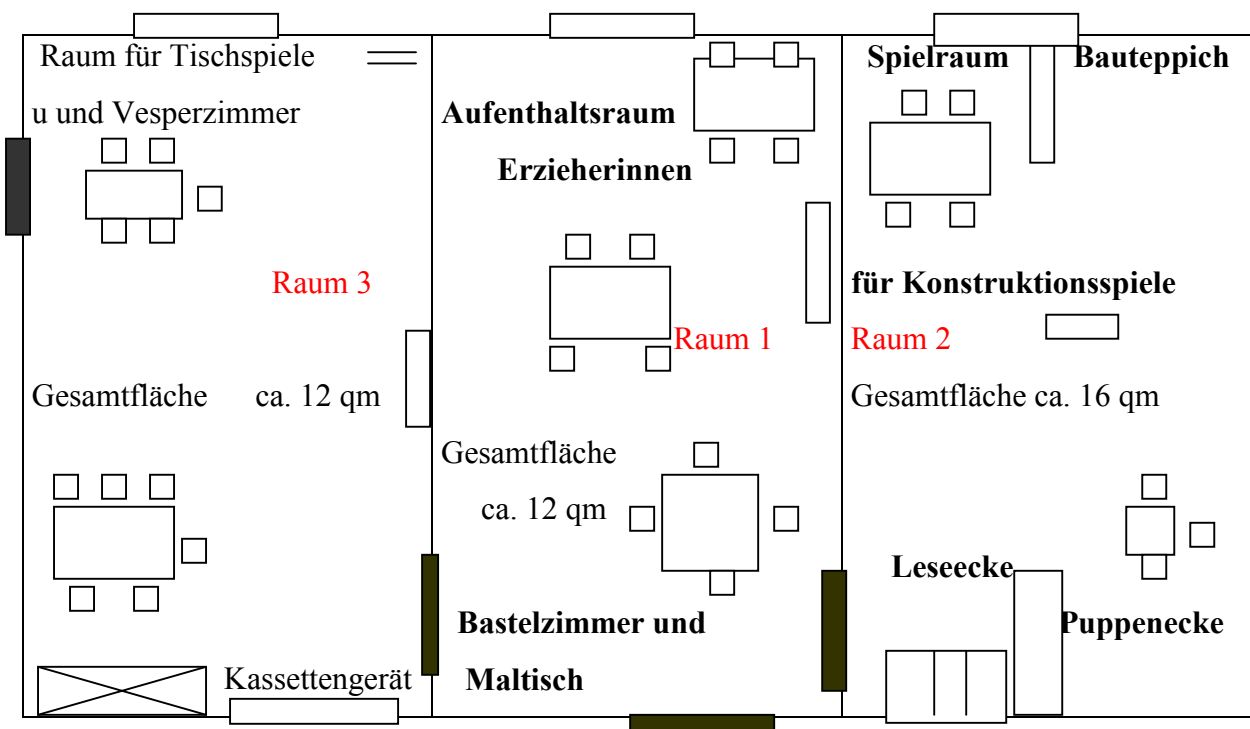 Raum für Tischspiele
u und Vesperzimmer
Raum 3
Gesamtfläche ca. 12 qm
Kassettengerät
Aufenthaltsraum
Erzieherinnen
Raum 1
Gesamtfläche
ca. 12 qm
Bastelzimmer und
Maltisch
Spielraum Bauteppich
für Konstruktionsspiele
Raum 2
Gesamtfläche ca. 16 qm
Leseecke
Puppenecke